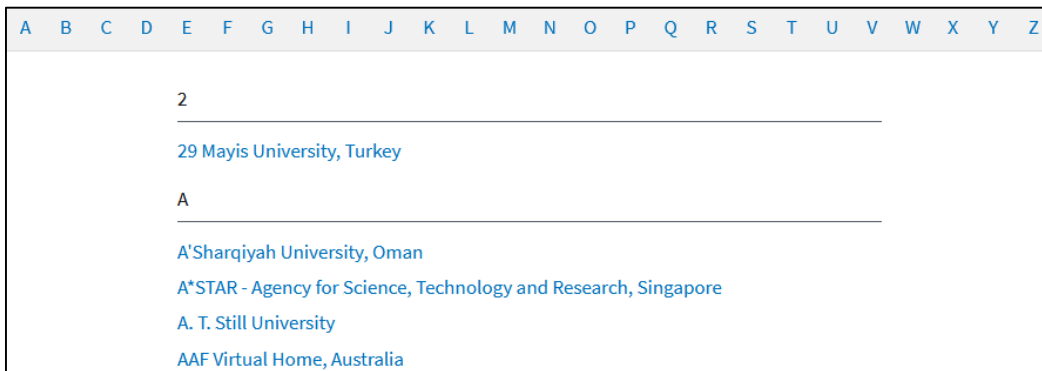 A B C D E F G H I J K L M N O P Q R S T U V W X Y Z
2
29 Mayis University, Turkey
A
A'Sharqiyah University, Oman
A*STAR - Agency for Science, Technology and Research, Singapore
A. T. Still University
AAF Virtual Home, Australia